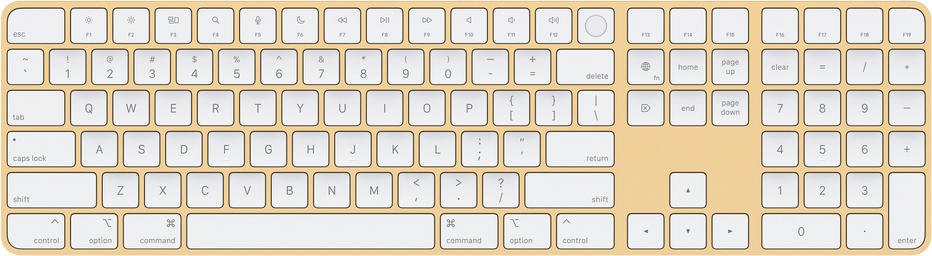 esc F1 F2 F3 F4 F5 F6 F7 F8 F9 F10 F11 F12 F13 F14 F15 F16 F17 F18 F19
~ ! @ # $ % ^ & * ( ) — +
` 1 2 3 4 5 6 7 8 9 0 - = delete fn home page up clear = / *
tab Q W E R T Y U I O P { [ } ] | \ ⌦ end page down 7 8 9 −
caps lock A S D F G H J K L : ; " ' return 4 5 6 +
shift Z X C V B N M < , > . ? / shift ▲ 1 2 3
control option ⌘ command ⌘ command option control ◄ ▼ ► 0 . enter